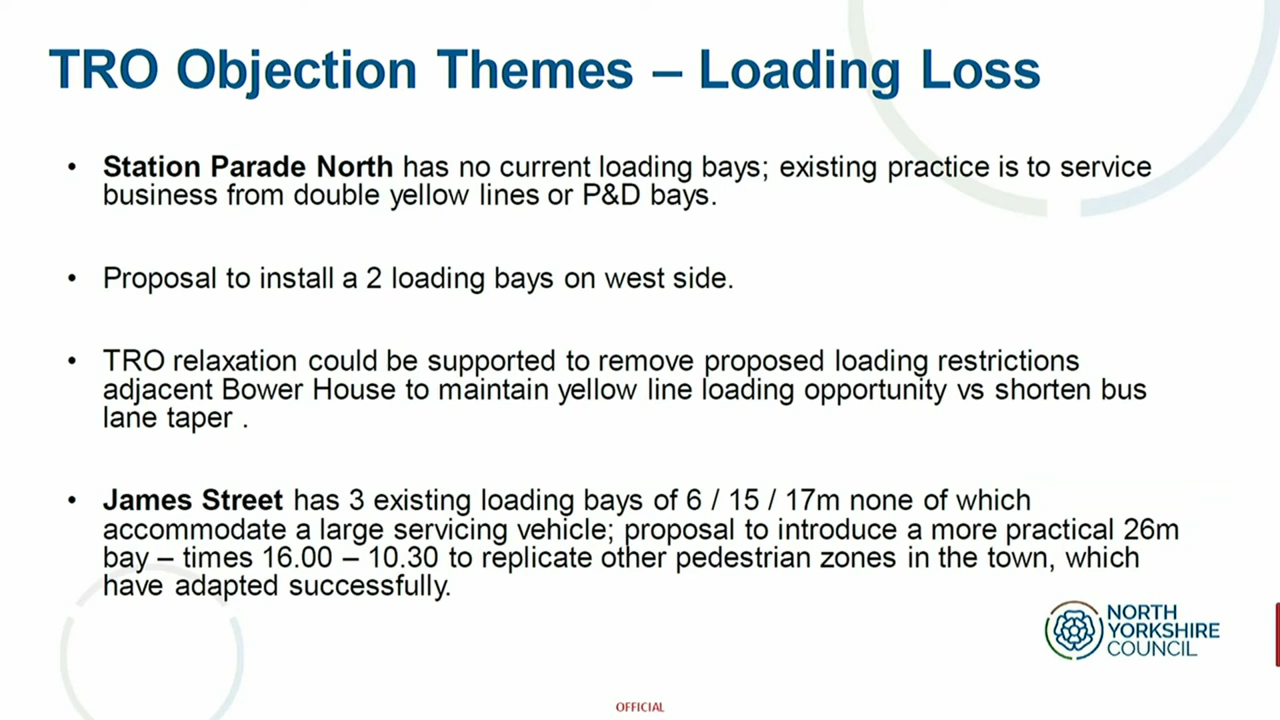 TRO Objection Themes – Loading Loss
• Station Parade North has no current loading bays; existing practice is to service
business from double yellow lines or P&D bays.
• Proposal to install a 2 loading bays on west side.
• TRO relaxation could be supported to remove proposed loading restrictions
adjacent Bower House to maintain yellow line loading opportunity vs shorten bus
lane taper .
• James Street has 3 existing loading bays of 6 / 15 / 17m none of which
accommodate a large servicing vehicle; proposal to introduce a more practical 26m
bay – times 16.00 – 10.30 to replicate other pedestrian zones in the town, which
have adapted successfully.
NORTH
YORKSHIRE
COUNCIL
OFFICIAL